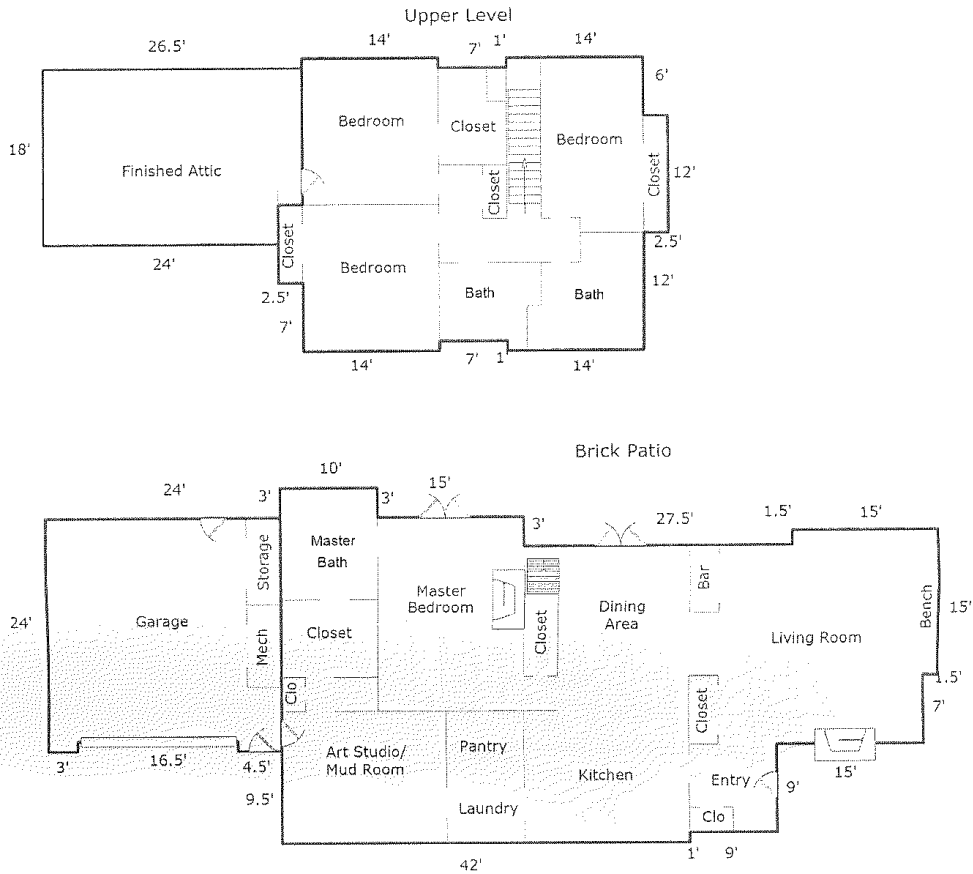 Upper Level
26.5'
14'
7'
1'
14'
6'
18'
Finished Attic
Bedroom
Closet
Closet
Bedroom
Closet
12'
24'
Closet
2.5'
7'
Bedroom
Bath
Bath
2.5'
12'
14'
7'
1'
14'
Brick Patio
24'
3'
10'
3'
15'
3'
27.5'
1.5'
15'
24'
Garage
Storage
Mech
Master
Bath
Closet
Clo
Master
Bedroom
Closet
Dining
Area
Bar
Living Room
Bench
15'
1.5'
7'
Closet
3'
16.5'
4.5'
9.5'
Art Studio/
Mud Room
Pantry
Laundry
Kitchen
Entry
Clo
9'
15'
42'
1'
9'